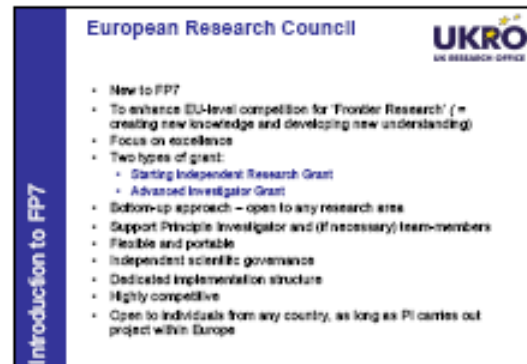 European Research Council
UKRO
UK RESEARCH OFFICE
• New to FP7
• To enhance EU-level competition for 'Frontier Research' (=
creating new knowledge and developing new understanding)
• Focus on excellence
• Two types of grant:
• Starting Independent Research Grant
• Advanced Investigator Grant
• Bottom-up approach – open to any research area
• Support Principle Investigator and (if necessary) team-members
• Flexible and portable
• Independent scientific governance
• Dedicated implementation structure
• Highly competitive
• Open to individuals from any country, as long as PI carries out
project within Europe
Introduction to FP7